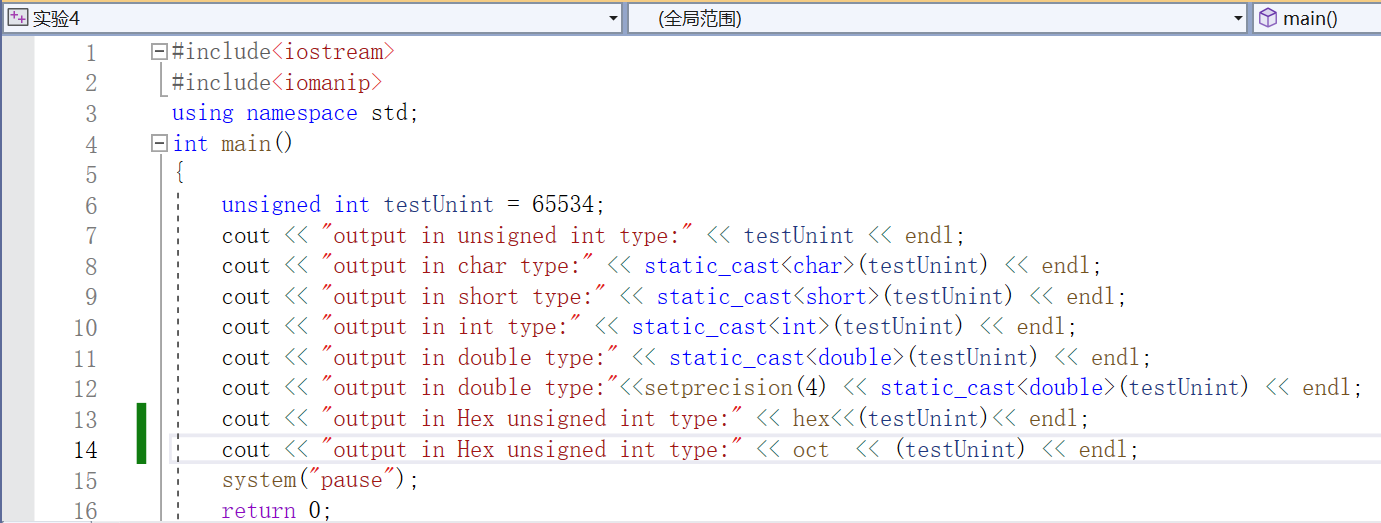 实验4 (全局范围) main()
1 #include<iostream>
2 #include<iomanip>
3 using namespace std;
4 int main()
5 {
6 unsigned int testUnint = 65534;
7 cout << "output in unsigned int type:" << testUnint << endl;
8 cout << "output in char type:" << static_cast<char>(testUnint) << endl;
9 cout << "output in short type:" << static_cast<short>(testUnint) << endl;
10 cout << "output in int type:" << static_cast<int>(testUnint) << endl;
11 cout << "output in double type:" << static_cast<double>(testUnint) << endl;
12 cout << "output in double type:"<<setprecision(4) << static_cast<double>(testUnint) << endl;
13 cout << "output in Hex unsigned int type:" << hex<<(testUnint)<< endl;
14 cout << "output in Hex unsigned int type:" << oct  << (testUnint) << endl;
15 system("pause");
16 return 0;